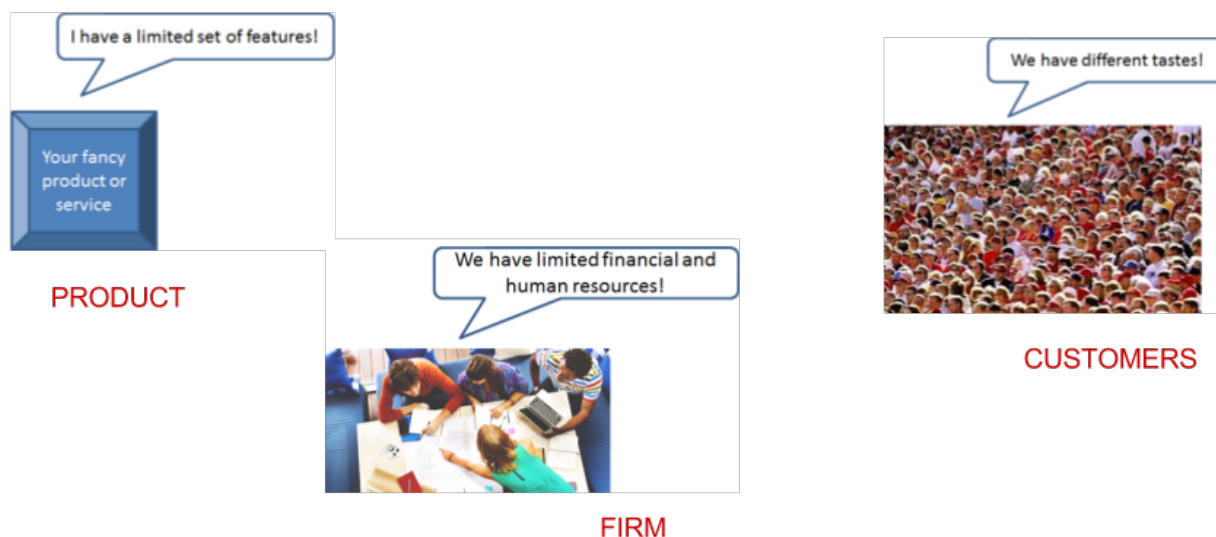 I have a limited set of features!
Your fancy
product or
service
PRODUCT
We have limited financial and
human resources!
FIRM
We have different tastes!
CUSTOMERS